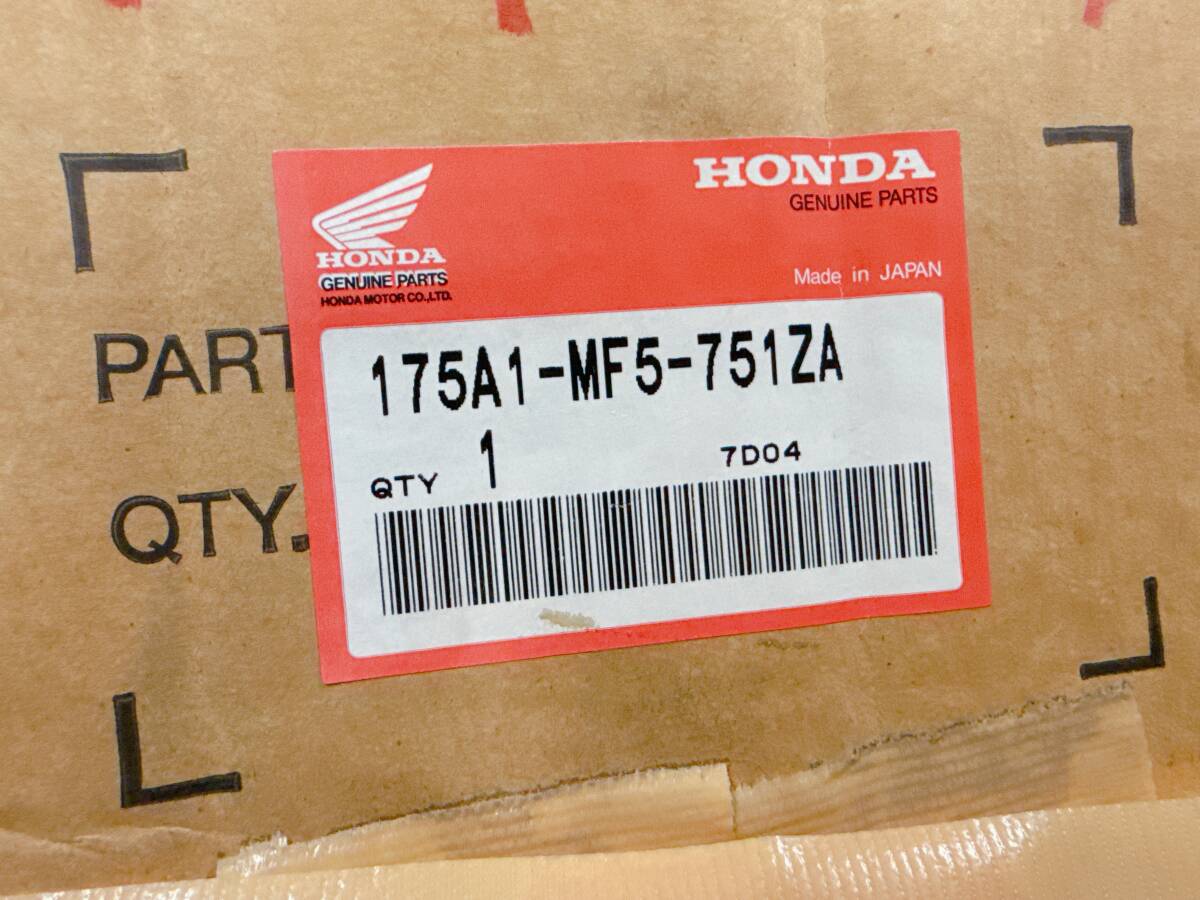 HONDA
GENUINE PARTS
HONDA MOTOR CO.,LTD.
HONDA
GENUINE PARTS
Made in JAPAN
PART
175A1-MF5-751ZA
QTY 1
7D04
QTY.